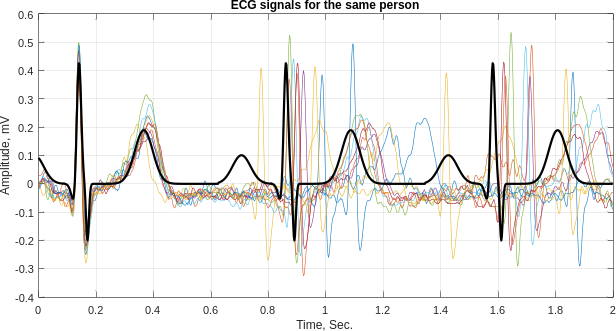 ECG signals for the same person
0.6
0.5
0.4
0.3
0.2
0.1
0
-0.1
-0.2
-0.3
-0.4
Amplitude, mV
0 0.2 0.4 0.6 0.8 1 1.2 1.4 1.6 1.8 2
Time, Sec.